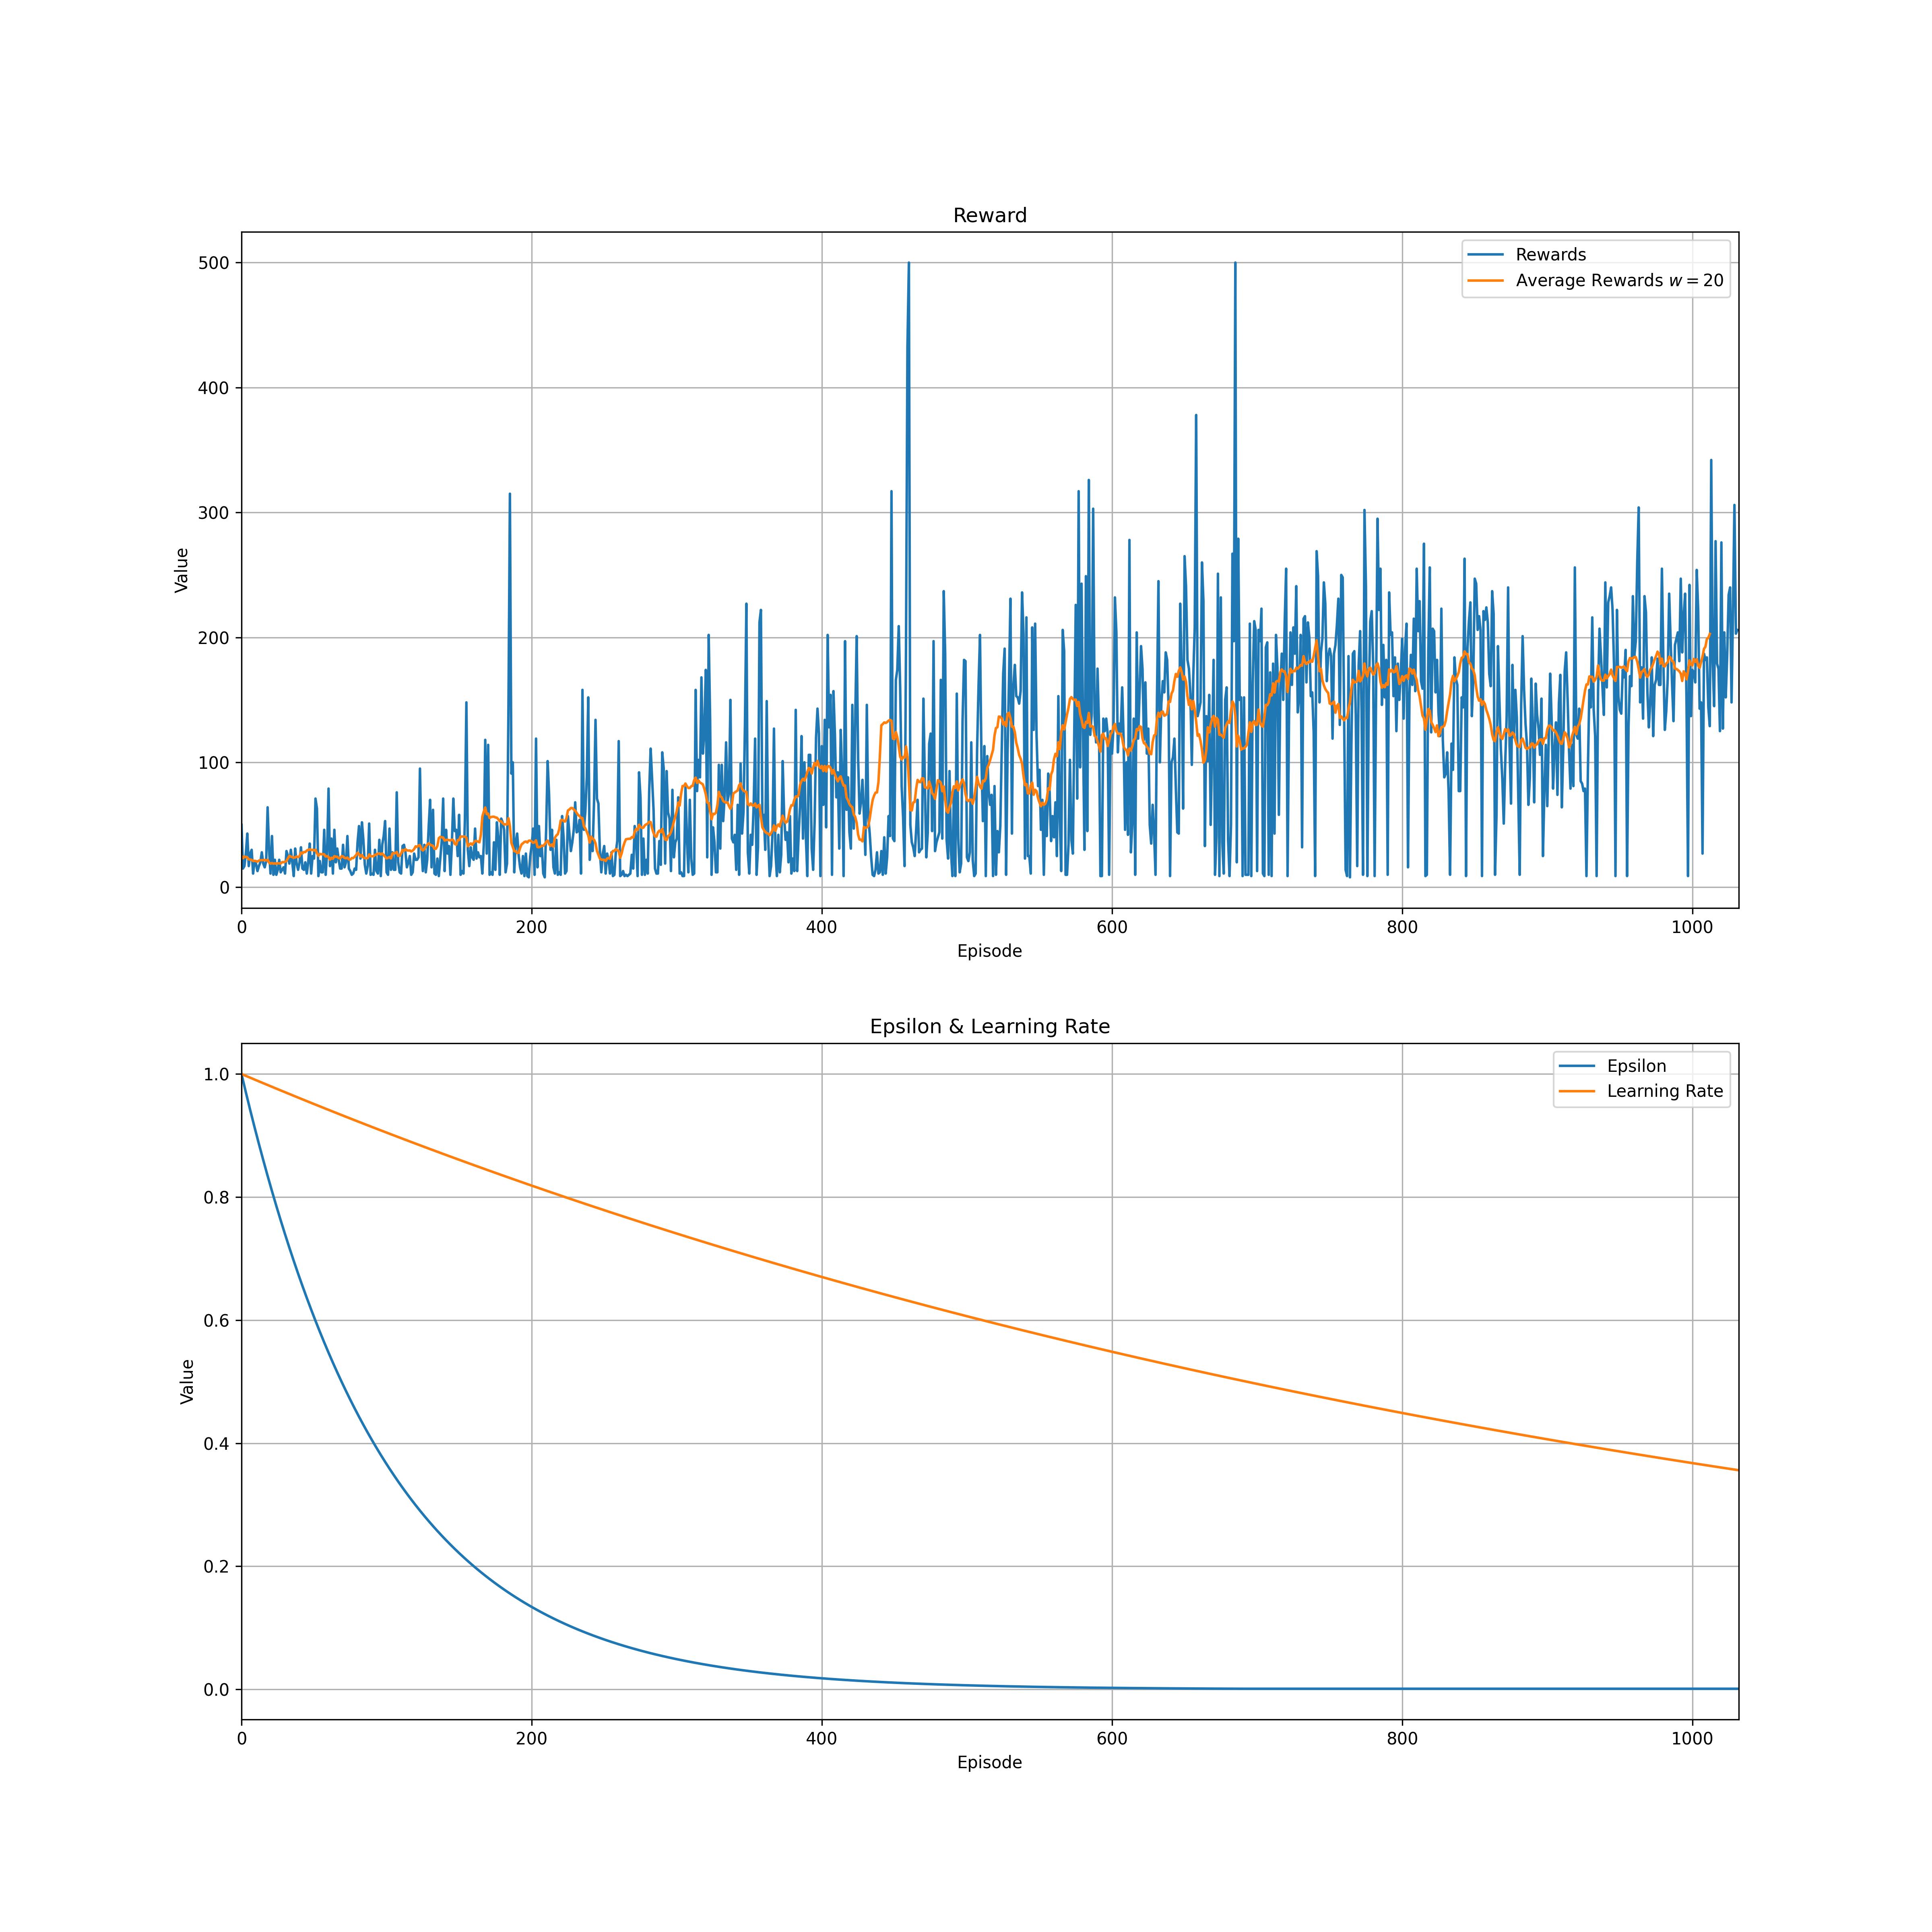 Reward
500
400
300
200
100
0
Value
Rewards
Average Rewards w = 20
0 200 400 600 800 1000
Episode
Epsilon & Learning Rate
1.0
0.8
0.6
0.4
0.2
0.0
Value
Epsilon
Learning Rate
0 200 400 600 800 1000
Episode